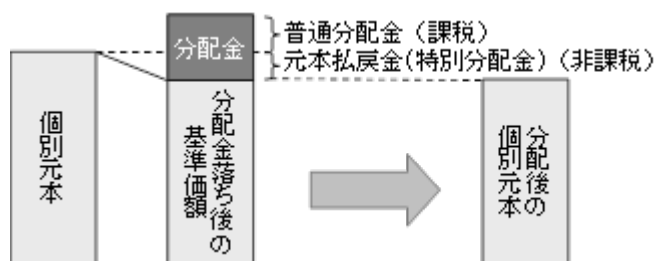 分配金
普通分配金（課税）
元本払戻金(特別分配金)（非課税）
個別元本
分配金落ち後の
基準価額
分配後の
個別元本